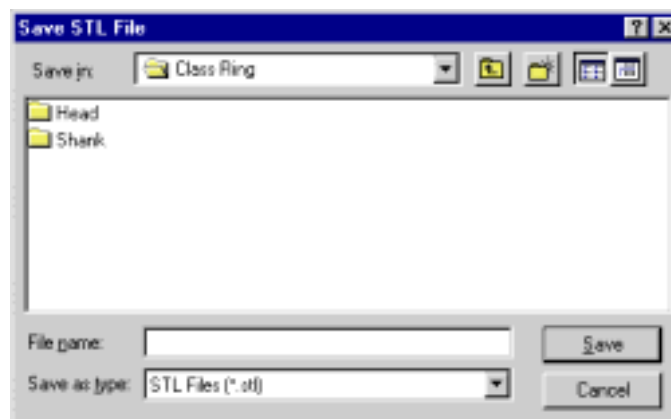 Save STL File
Save in: Class Ring
Head
Shank
File name:
Save
Save as type: STL Files (*.stl)
Cancel